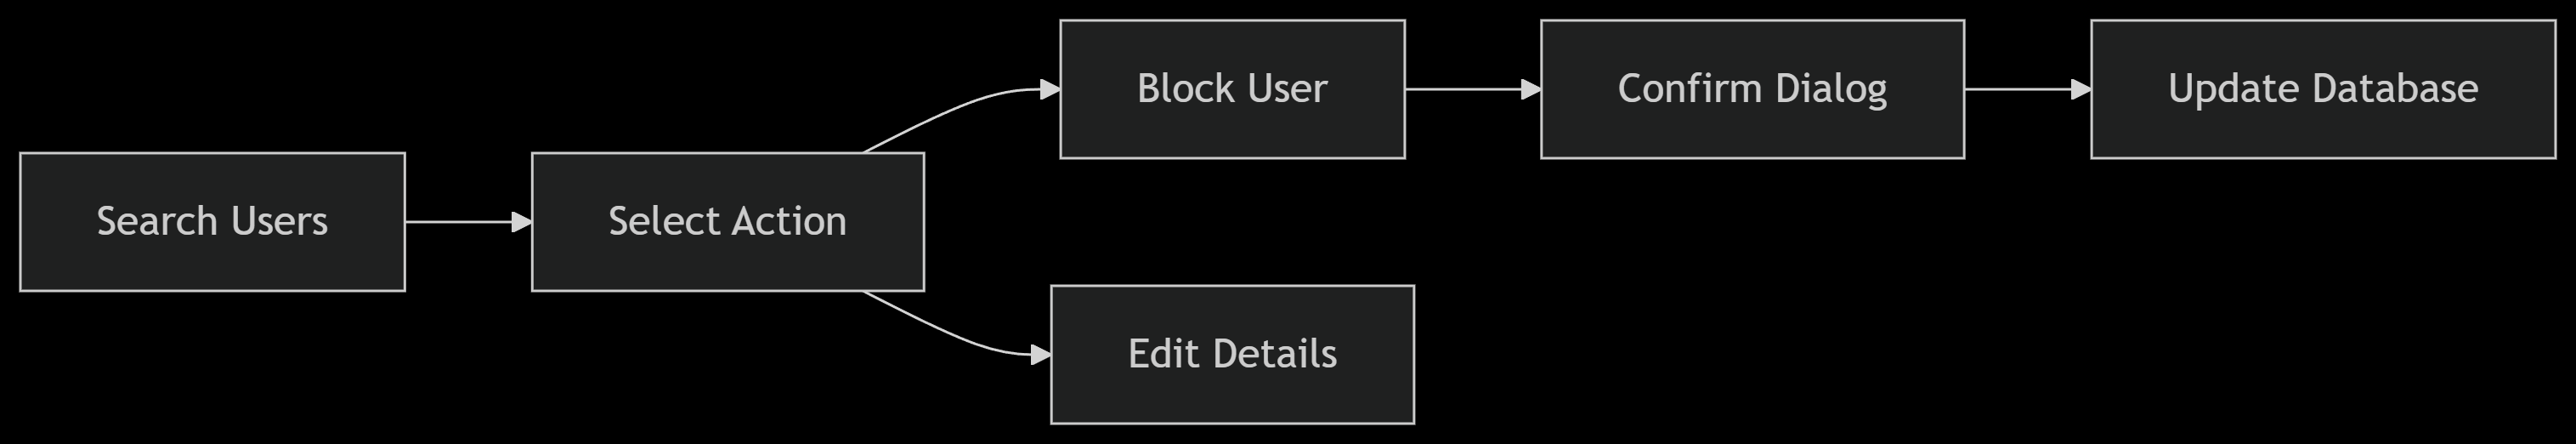 Search Users
Select Action
Block User
Confirm Dialog
Update Database
Edit Details